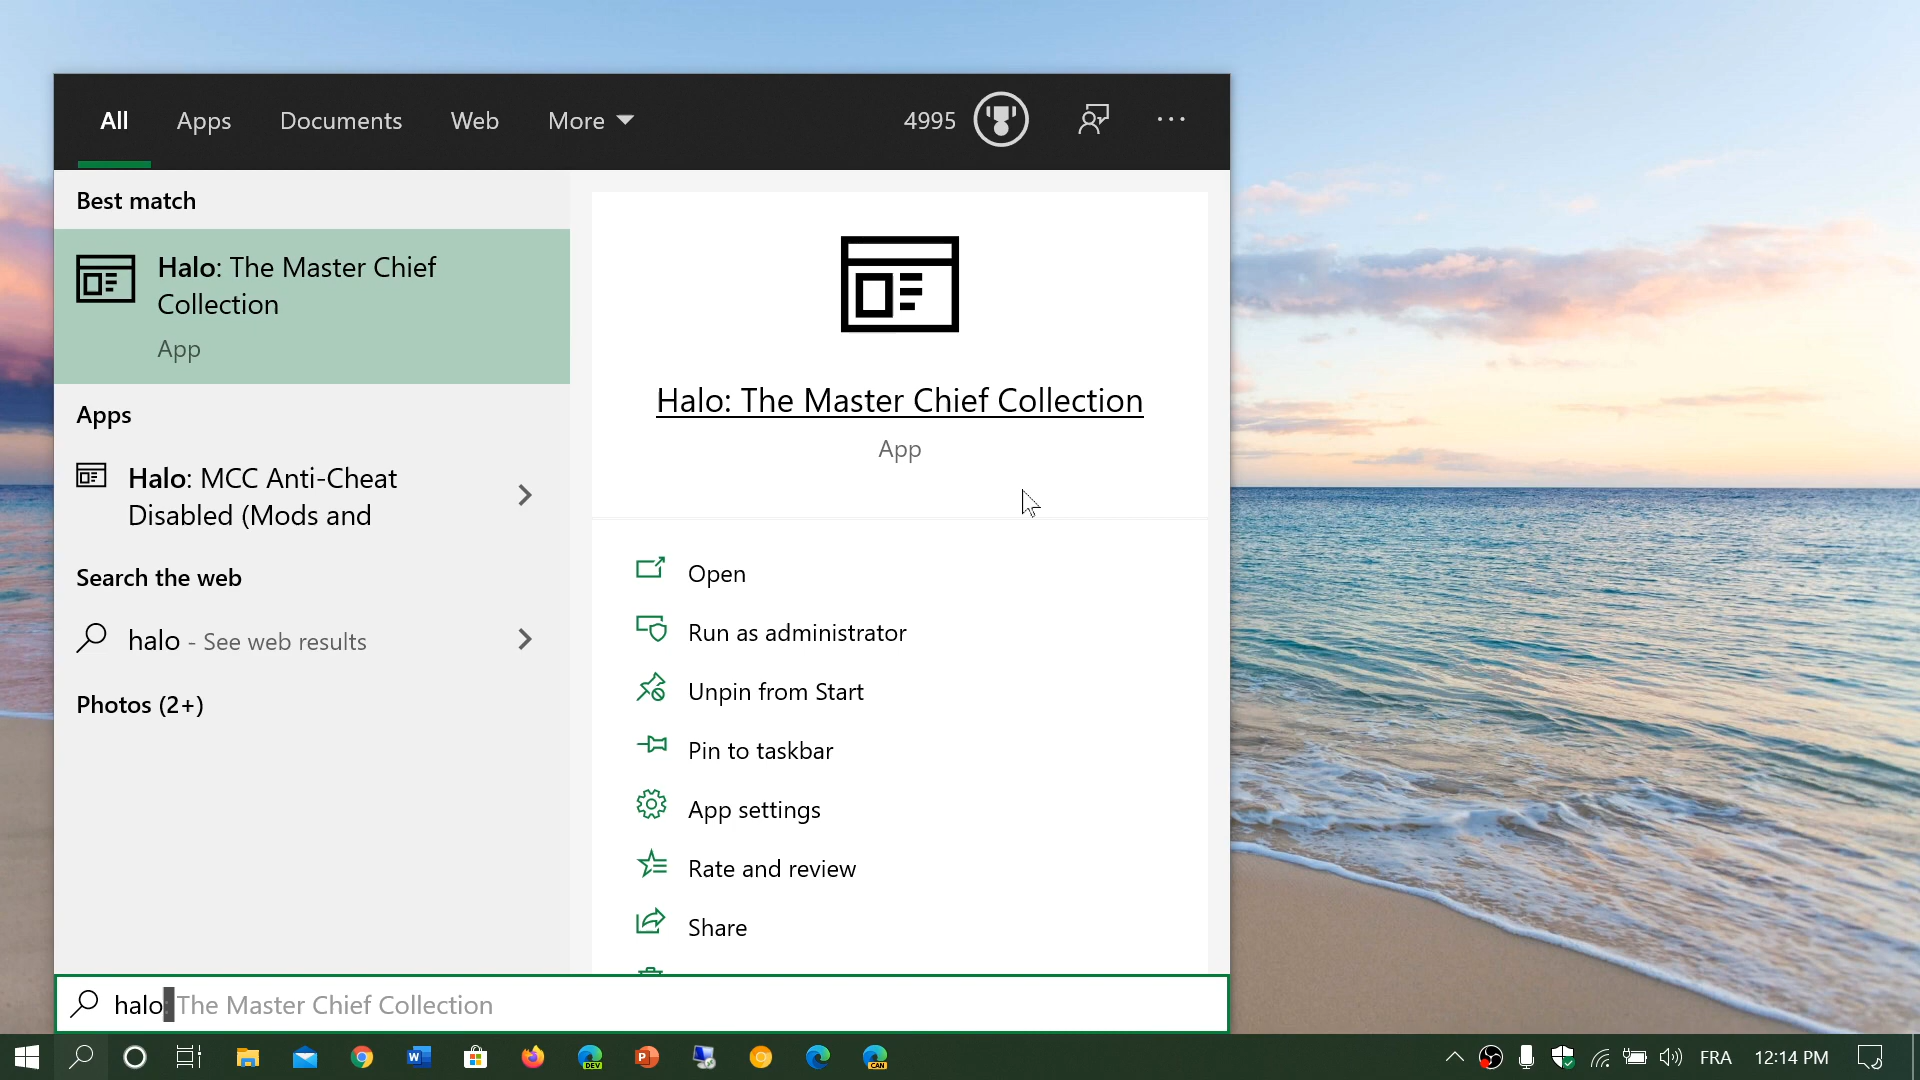 All Apps Documents Web More 4995 ...
Best match
Halo: The Master Chief
Collection
App
Apps
Halo: MCC Anti-Cheat
Disabled (Mods and
Search the web
halo - See web results
Photos (2+)
Halo: The Master Chief Collection
App
Open
Run as administrator
Unpin from Start
Pin to taskbar
App settings
Rate and review
Share
halo: The Master Chief Collection
W DEV P CAN FRA 12:14 PM